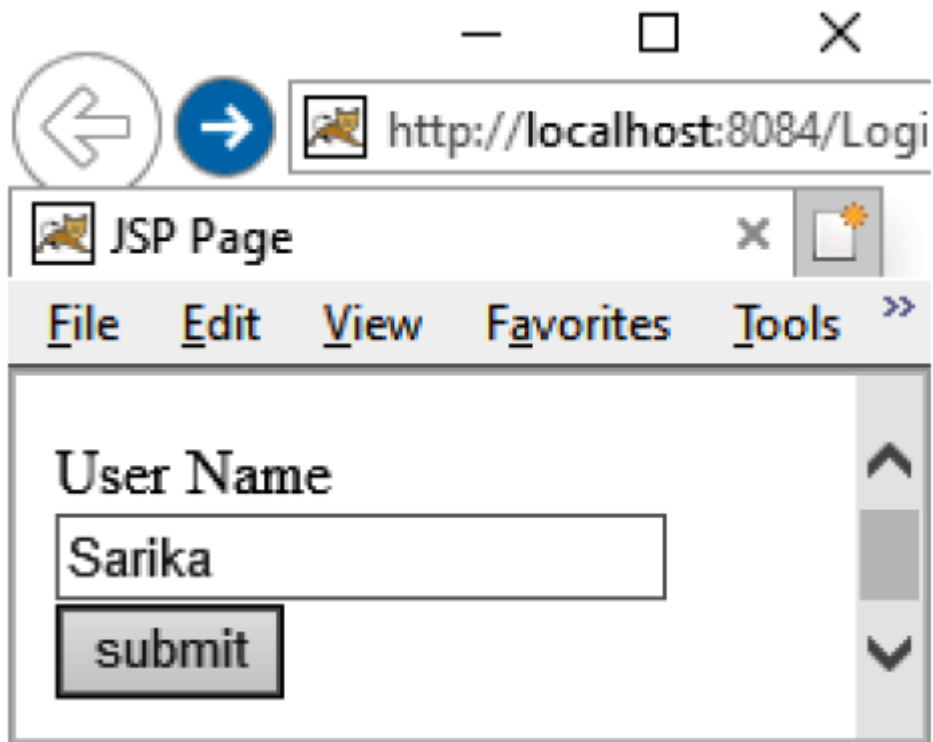 http://localhost:8084/Logi
JSP Page
File Edit View Favorites Tools »
User Name
Sarika
submit